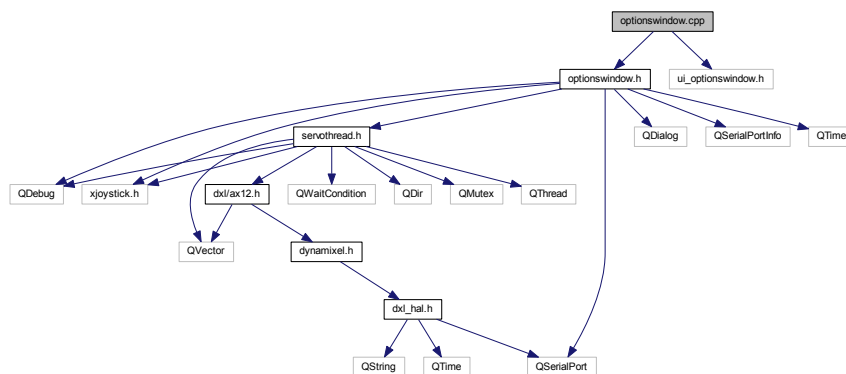 optionswindow.cpp
optionswindow.h
ui_optionswindow.h
servothread.h
QDialog
QSerialPortInfo
QTime
QDebug
xjoystick.h
dxl/ax12.h
QWaitCondition
QDir
QMutex
QThread
QVector
dynamixel.h
dxl_hal.h
QString
QTime
QSerialPort